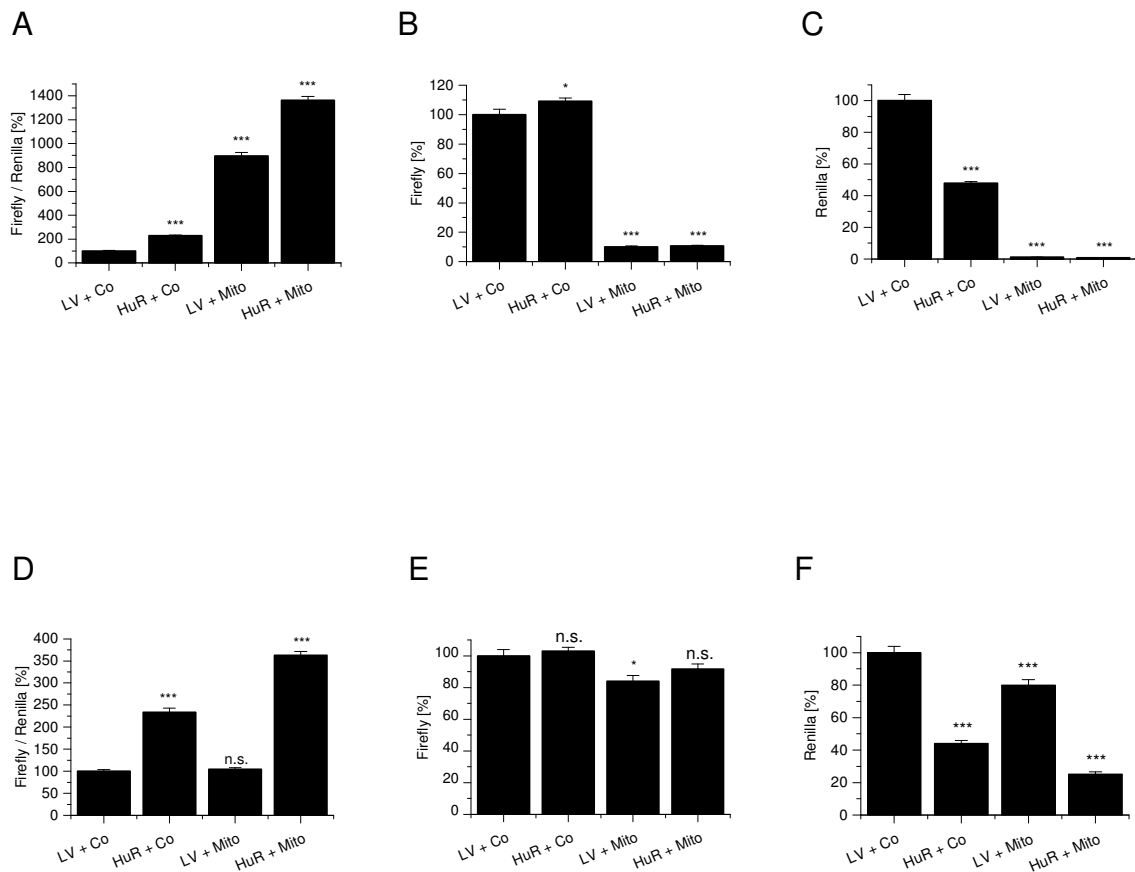 A
Firefly / Renilla [%]
1400
1200
1000
800
600
400
200
0
***
***
***
LV + Co
HuR + Co
LV + Mito
HuR + Mito
B
Firefly [%]
120
100
80
60
40
20
0
*
***
***
LV + Co
HuR + Co
LV + Mito
HuR + Mito
C
Renilla [%]
100
80
60
40
20
0
***
***
***
LV + Co
HuR + Co
LV + Mito
HuR + Mito
D
Firefly / Renilla [%]
400
350
250
200
150
100
50
0
***
n.s.
***
LV + Co
HuR + Co
LV + Mito
HuR + Mito
E
Firefly [%]
100
80
60
40
20
0
n.s.
*
n.s.
LV + Co
HuR + Co
LV + Mito
HuR + Mito
F
Renilla [%]
100
80
60
40
20
0
***
***
***
LV + Co
HuR + Co
LV + Mito
HuR + Mito